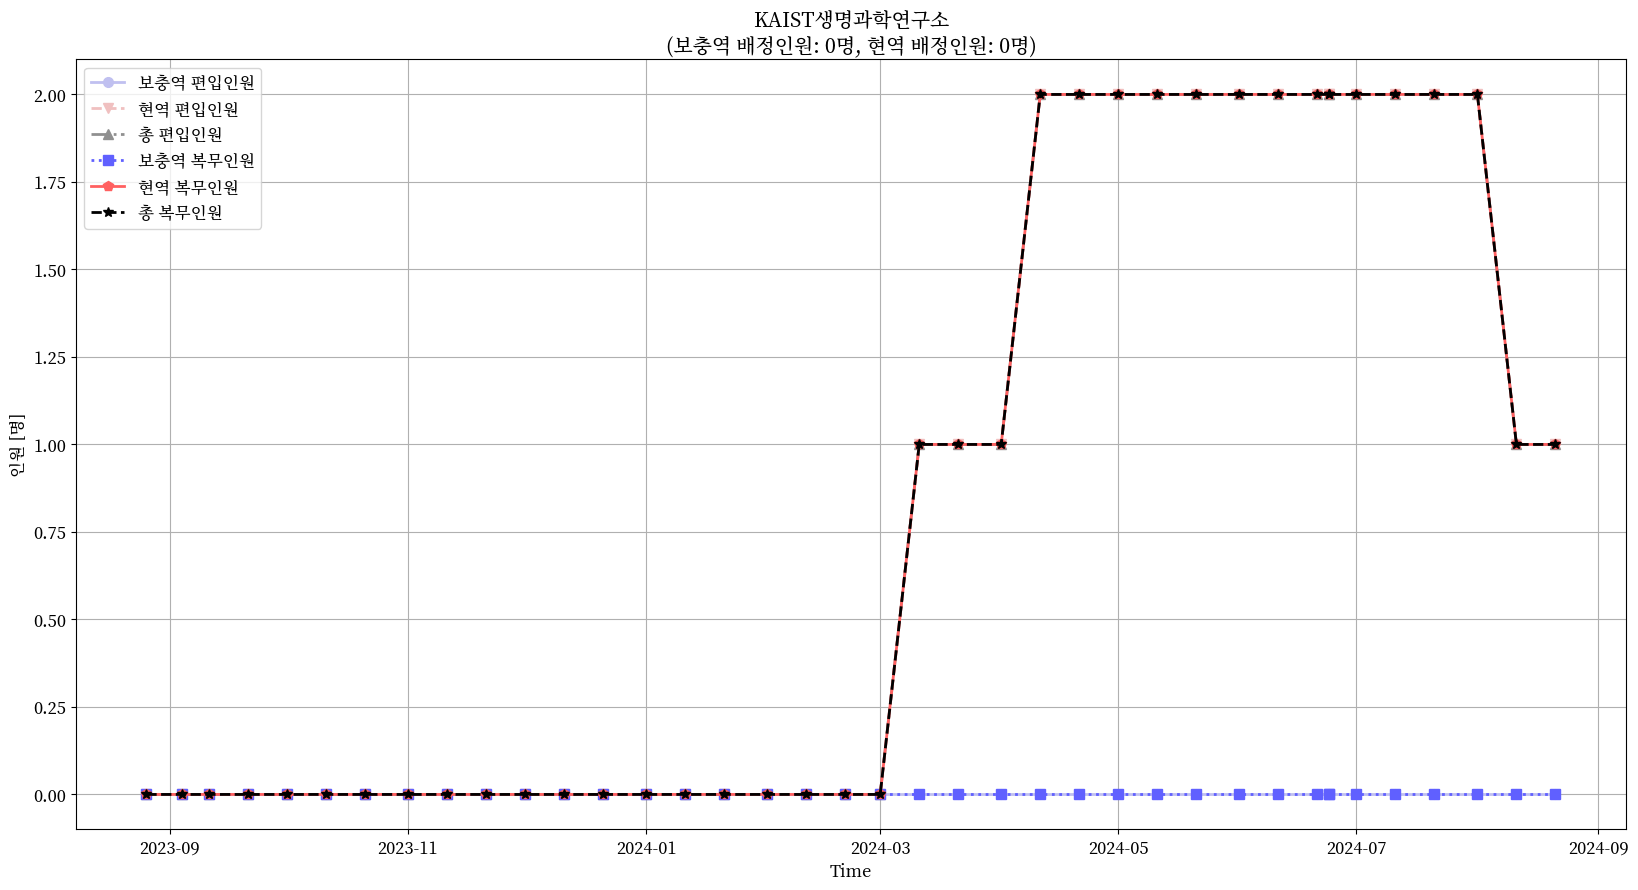 KAIST생명과학연구소
(보충역 배정인원: 0명, 현역 배정인원: 0명)
보충역 편입인원
현역 편입인원
총 편입인원
보충역 복무인원
현역 복무인원
총 복무인원
인원 [명]
2.00
1.75
1.50
1.25
1.00
0.75
0.50
0.25
0.00
2023-09 2023-11 2024-01 2024-03 2024-05 2024-07 2024-09
Time